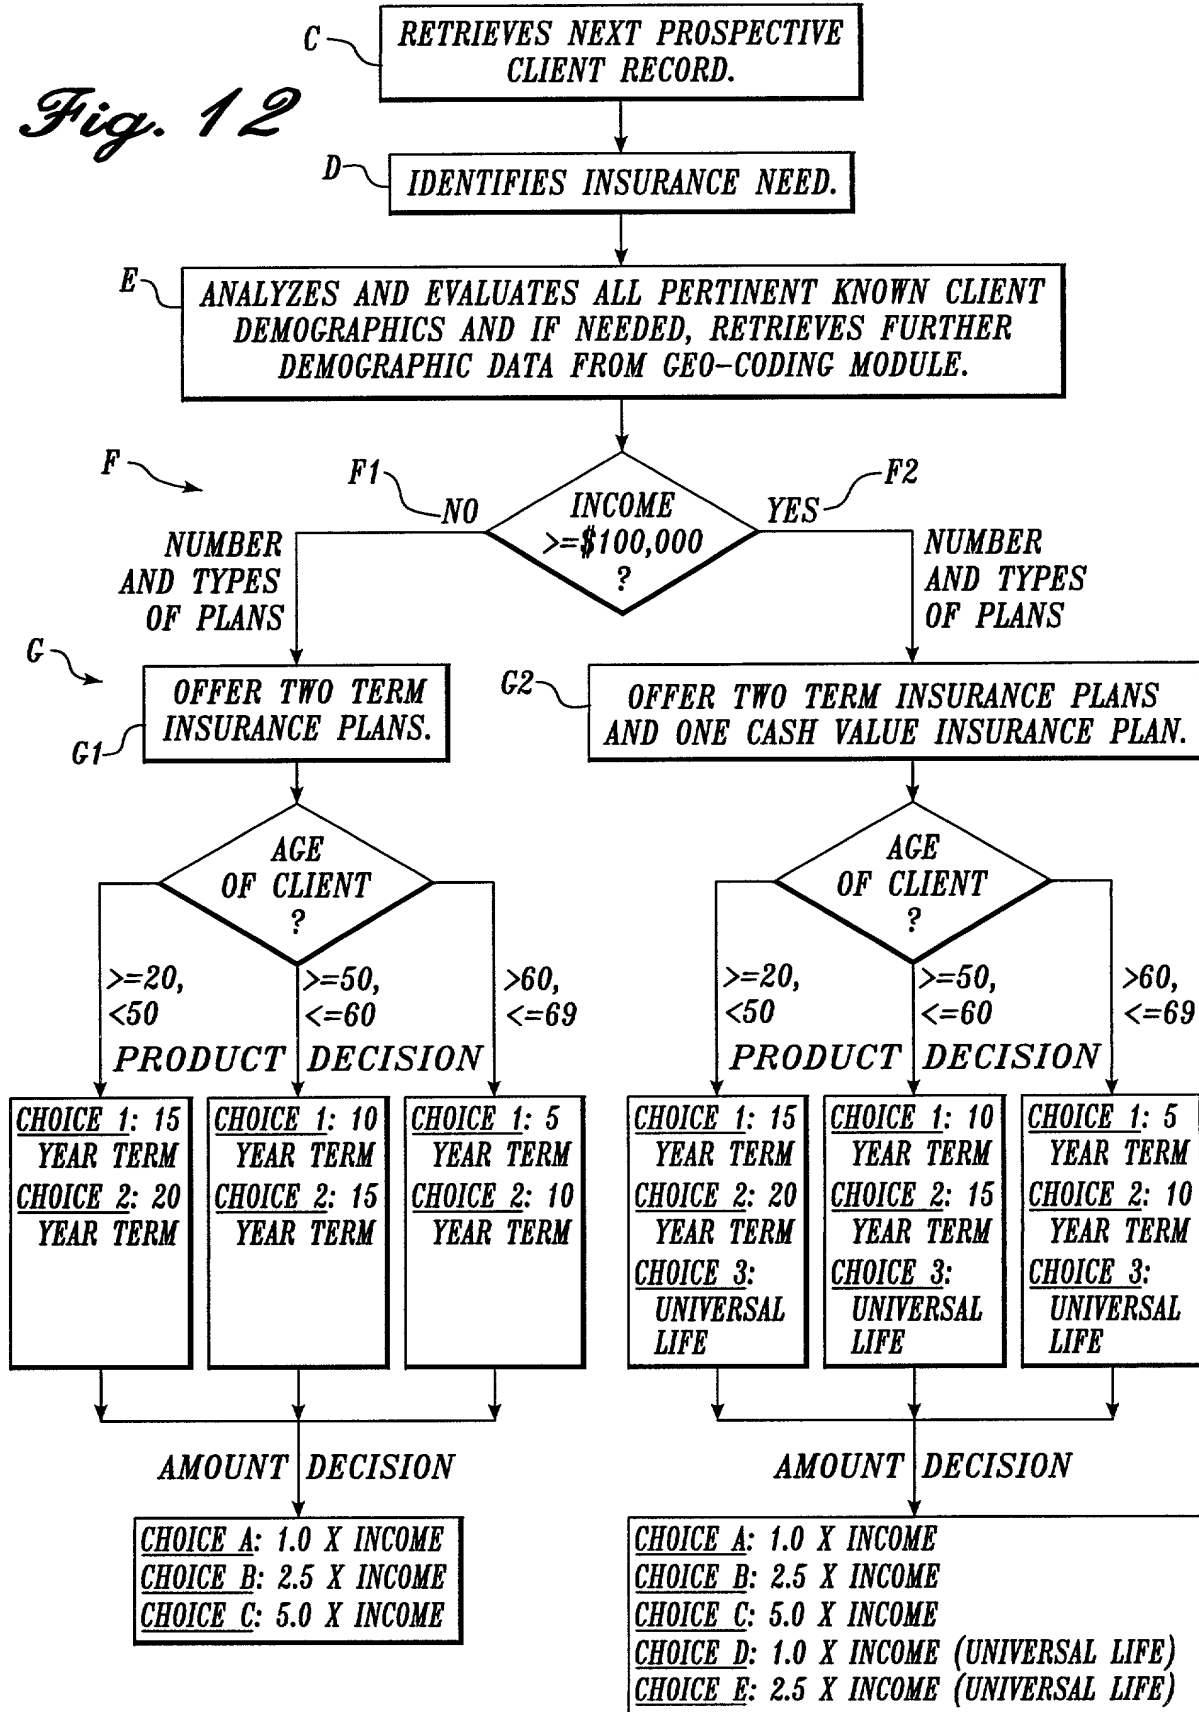 Fig. 12
C
RETRIEVES NEXT PROSPECTIVE
CLIENT RECORD.
D
IDENTIFIES INSURANCE NEED.
E
ANALYZES AND EVALUATES ALL PERTINENT KNOWN CLIENT
DEMOGRAPHICS AND IF NEEDED, RETRIEVES FURTHER
DEMOGRAPHIC DATA FROM GEO-CODING MODULE.
F
F1
NO
INCOME
>=$100,000
?
YES
F2
NUMBER
AND TYPES
OF PLANS
NUMBER
AND TYPES
OF PLANS
G
OFFER TWO TERM
INSURANCE PLANS.
G1
G2
OFFER TWO TERM INSURANCE PLANS
AND ONE CASH VALUE INSURANCE PLAN.
AGE
OF CLIENT
?
>=20,
<50
>=50,
<=60
>60,
<=69
PRODUCT DECISION
CHOICE 1: 15
YEAR TERM
CHOICE 2: 20
YEAR TERM
CHOICE 1: 10
YEAR TERM
CHOICE 2: 15
YEAR TERM
CHOICE 1: 5
YEAR TERM
CHOICE 2: 10
YEAR TERM
AMOUNT DECISION
CHOICE A: 1.0 X INCOME
CHOICE B: 2.5 X INCOME
CHOICE C: 5.0 X INCOME
AGE
OF CLIENT
?
>=20,
<50
>=50,
<=60
>60,
<=69
PRODUCT DECISION
CHOICE 1: 15
YEAR TERM
CHOICE 2: 20
YEAR TERM
CHOICE 3:
UNIVERSAL
LIFE
CHOICE 1: 10
YEAR TERM
CHOICE 2: 15
YEAR TERM
CHOICE 3:
UNIVERSAL
LIFE
CHOICE 1: 5
YEAR TERM
CHOICE 2: 10
YEAR TERM
CHOICE 3:
UNIVERSAL
LIFE
AMOUNT DECISION
CHOICE A: 1.0 X INCOME
CHOICE B: 2.5 X INCOME
CHOICE C: 5.0 X INCOME
CHOICE D: 1.0 X INCOME (UNIVERSAL LIFE)
CHOICE E: 2.5 X INCOME (UNIVERSAL LIFE)